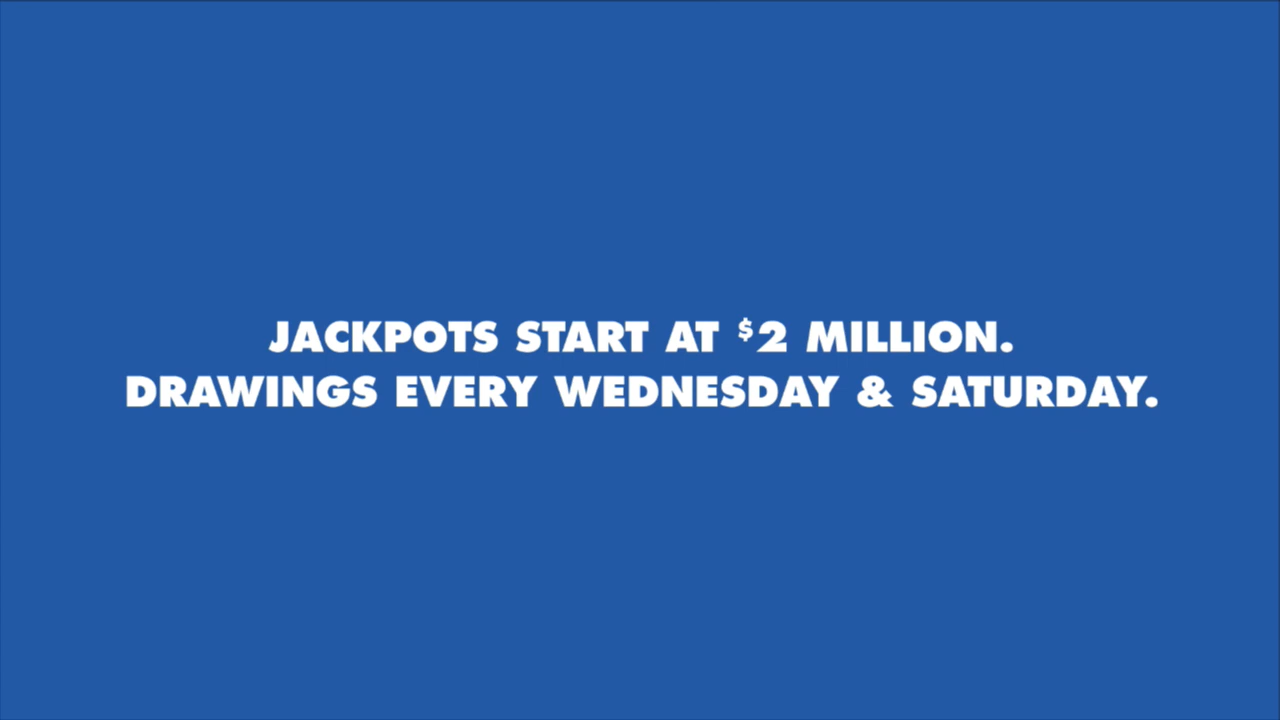 JACKPOTS START AT $2 MILLION.
DRAWINGS EVERY WEDNESDAY & SATURDAY.